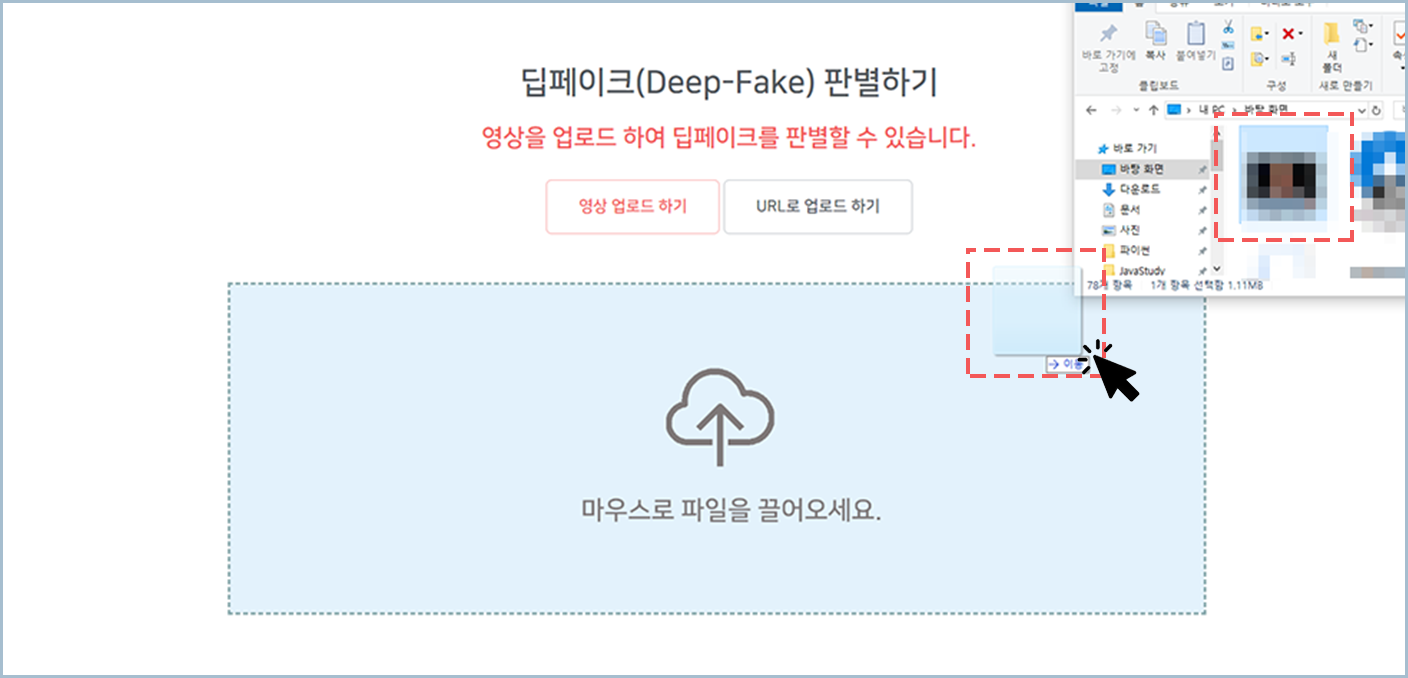 딥페이크(Deep-Fake) 판별하기
영상을 업로드 하여 딥페이크를 판별할 수 있습니다.
영상 업로드 하기
URL로 업로드 하기
마우스로 파일을 끌어오세요.
이동
바로 가기에 고정
복사
붙여넣기
클립보드
구성
새 폴더
새로 만들기
내 PC > 바탕 화면
바로 가기
바탕 화면
다운로드
문서
사진
파이썬
JavaStudy
78개 항목
1개 항목 선택함 1.11MB